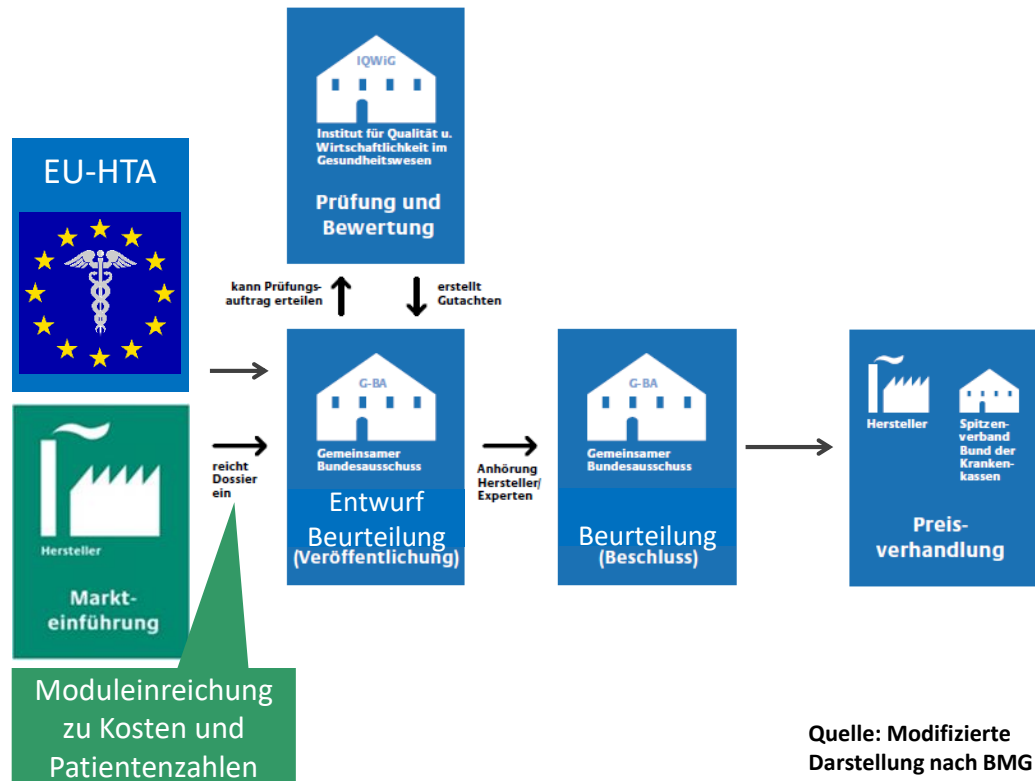 IQWiG
Institut für Qualität u.
Wirtschaftlichkeit im
Gesundheitswesen
Prüfung und
Bewertung
EU-HTA
kann Prüfungs-
auftrag erteilen
erstellt
Gutachten
G-BA
Gemeinsamer
Bundesausschuss
Entwurf
Beurteilung
(Veröffentlichung)
reicht
Dossier
ein
Anhörung
Hersteller/
Experten
G-BA
Gemeinsamer
Bundesausschuss
Beurteilung
(Beschluss)
Hersteller
Spitzen-
verband
Bund der
Kranken-
kassen
Preis-
verhandlung
Hersteller
Markt-
einführung
Moduleinreichung
zu Kosten und
Patientenzahlen
Quelle: Modifizierte
Darstellung nach BMG